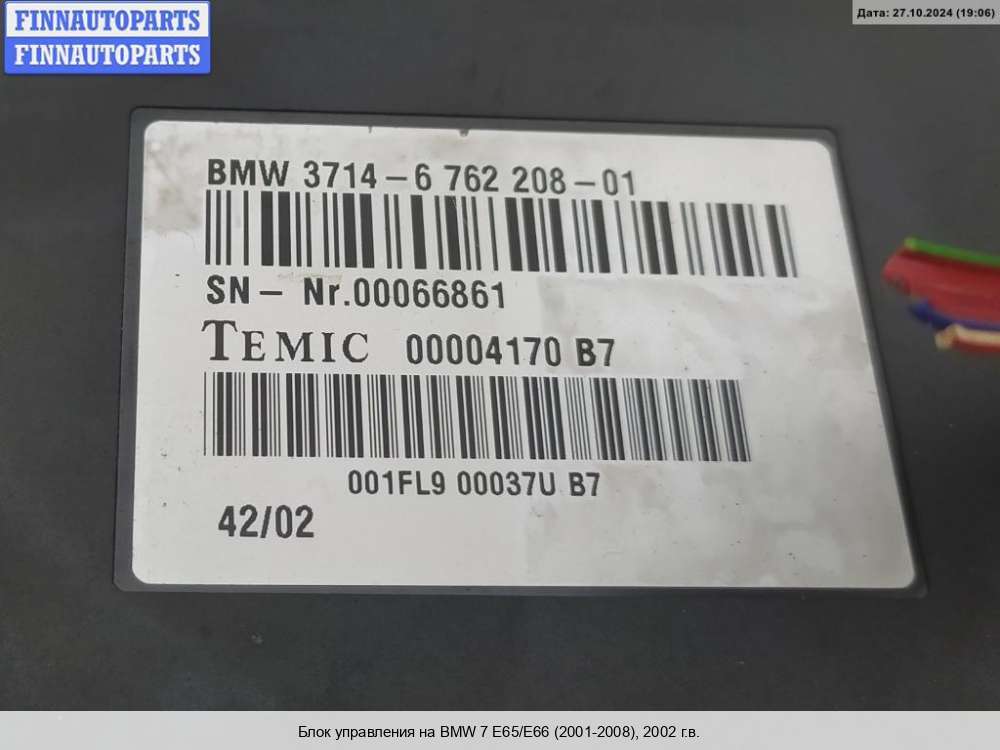 FINNAUTOPARTS
FINNAUTOPARTS
Дата: 27.10.2024 (19:06)
BMW 3714-6 762 208-01
SN- Nr.00066861
TEMIC 00004170 B7
001FL9 00037U B7
42/02
Блок управления на BMW 7 E65/E66 (2001-2008), 2002 г.в.